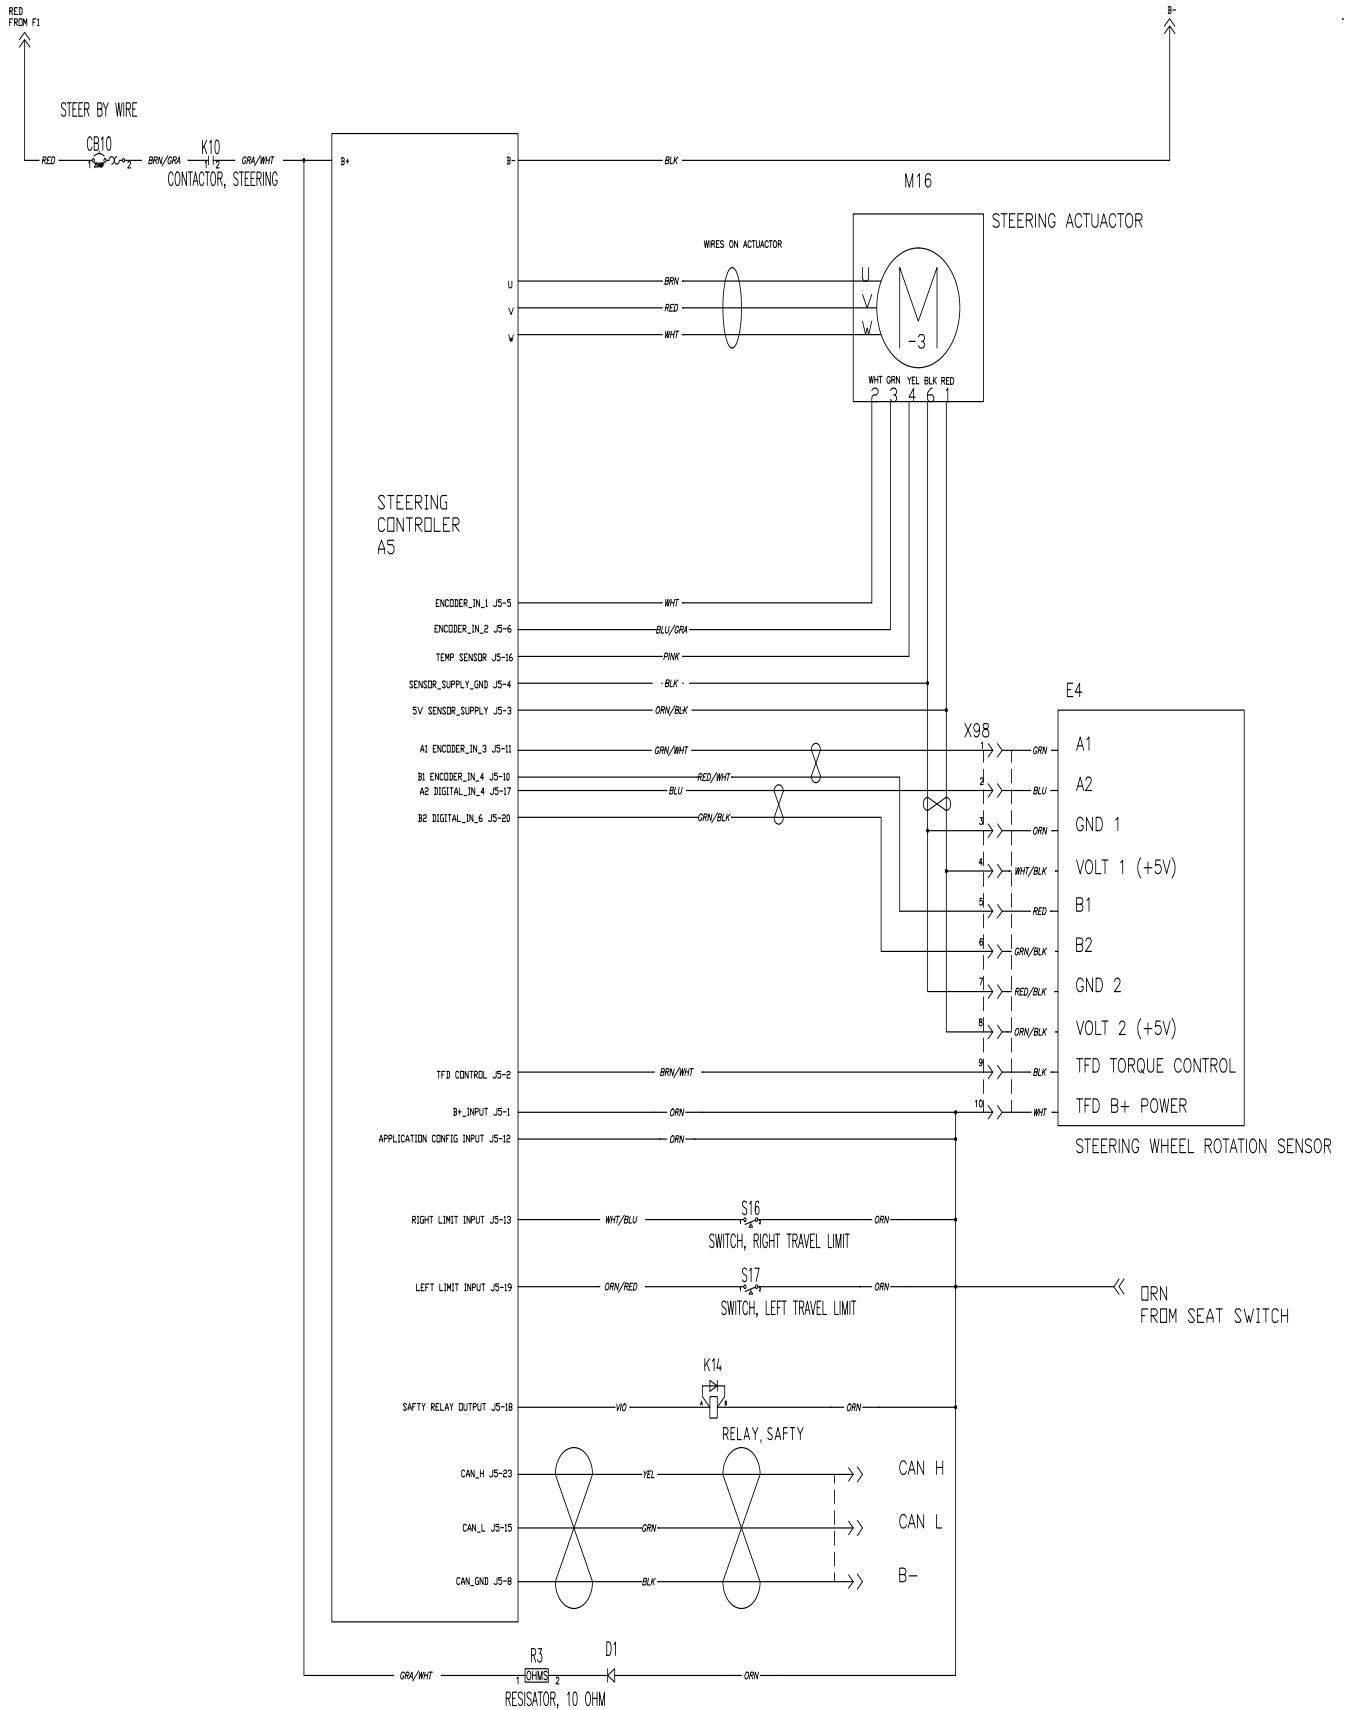 RED
FROM F1
B-
STEER BY WIRE
CB10
K10
RED
1
2
BRN/GRA
1 2
GRA/WHT
CONTACTOR, STEERING
B+
B-
BLK
M16
STEERING ACTUACTOR
WIRES ON ACTUACTOR
U
BRN
U
V
RED
V
W
WHT
W
M
-3
WHT GRN YEL BLK RED
2 3 4 6 1
STEERING
CONTROLER
A5
ENCODER_IN_1 J5-5
WHT
ENCODER_IN_2 J5-6
BLU/GRA
TEMP SENSOR J5-16
PINK
SENSOR_SUPPLY_GND J5-4
BLK
5V SENSOR_SUPPLY J5-3
ORN/BLK
E4
X98
A1 ENCODER_IN_3 J5-11
GRN/WHT
1
GRN
A1
B1 ENCODER_IN_4 J5-10
RED/WHT
A2 DIGITAL_IN_4 J5-17
BLU
2
BLU
A2
B2 DIGITAL_IN_6 J5-20
GRN/BLK
3
ORN
GND 1
4
WHT/BLK
VOLT 1 (+5V)
5
RED
B1
6
GRN/BLK
B2
7
RED/BLK
GND 2
8
ORN/BLK
VOLT 2 (+5V)
TFD CONTROL J5-2
BRN/WHT
9
BLK
TFD TORQUE CONTROL
B+_INPUT J5-1
ORN
10
WHT
TFD B+ POWER
APPLICATION CONFIG INPUT J5-12
ORN
STEERING WHEEL ROTATION SENSOR
RIGHT LIMIT INPUT J5-13
WHT/BLU
S16
ORN
SWITCH, RIGHT TRAVEL LIMIT
LEFT LIMIT INPUT J5-19
ORN/RED
S17
ORN
SWITCH, LEFT TRAVEL LIMIT
ORN
FROM SEAT SWITCH
K14
SAFTY RELAY OUTPUT J5-18
VIO
A
B
ORN
RELAY, SAFTY
CAN_H J5-23
YEL
CAN H
CAN_L J5-15
GRN
CAN L
CAN_GND J5-8
BLK
B-
R3
D1
GRA/WHT
1
OHMS
2
ORN
RESISATOR, 10 OHM